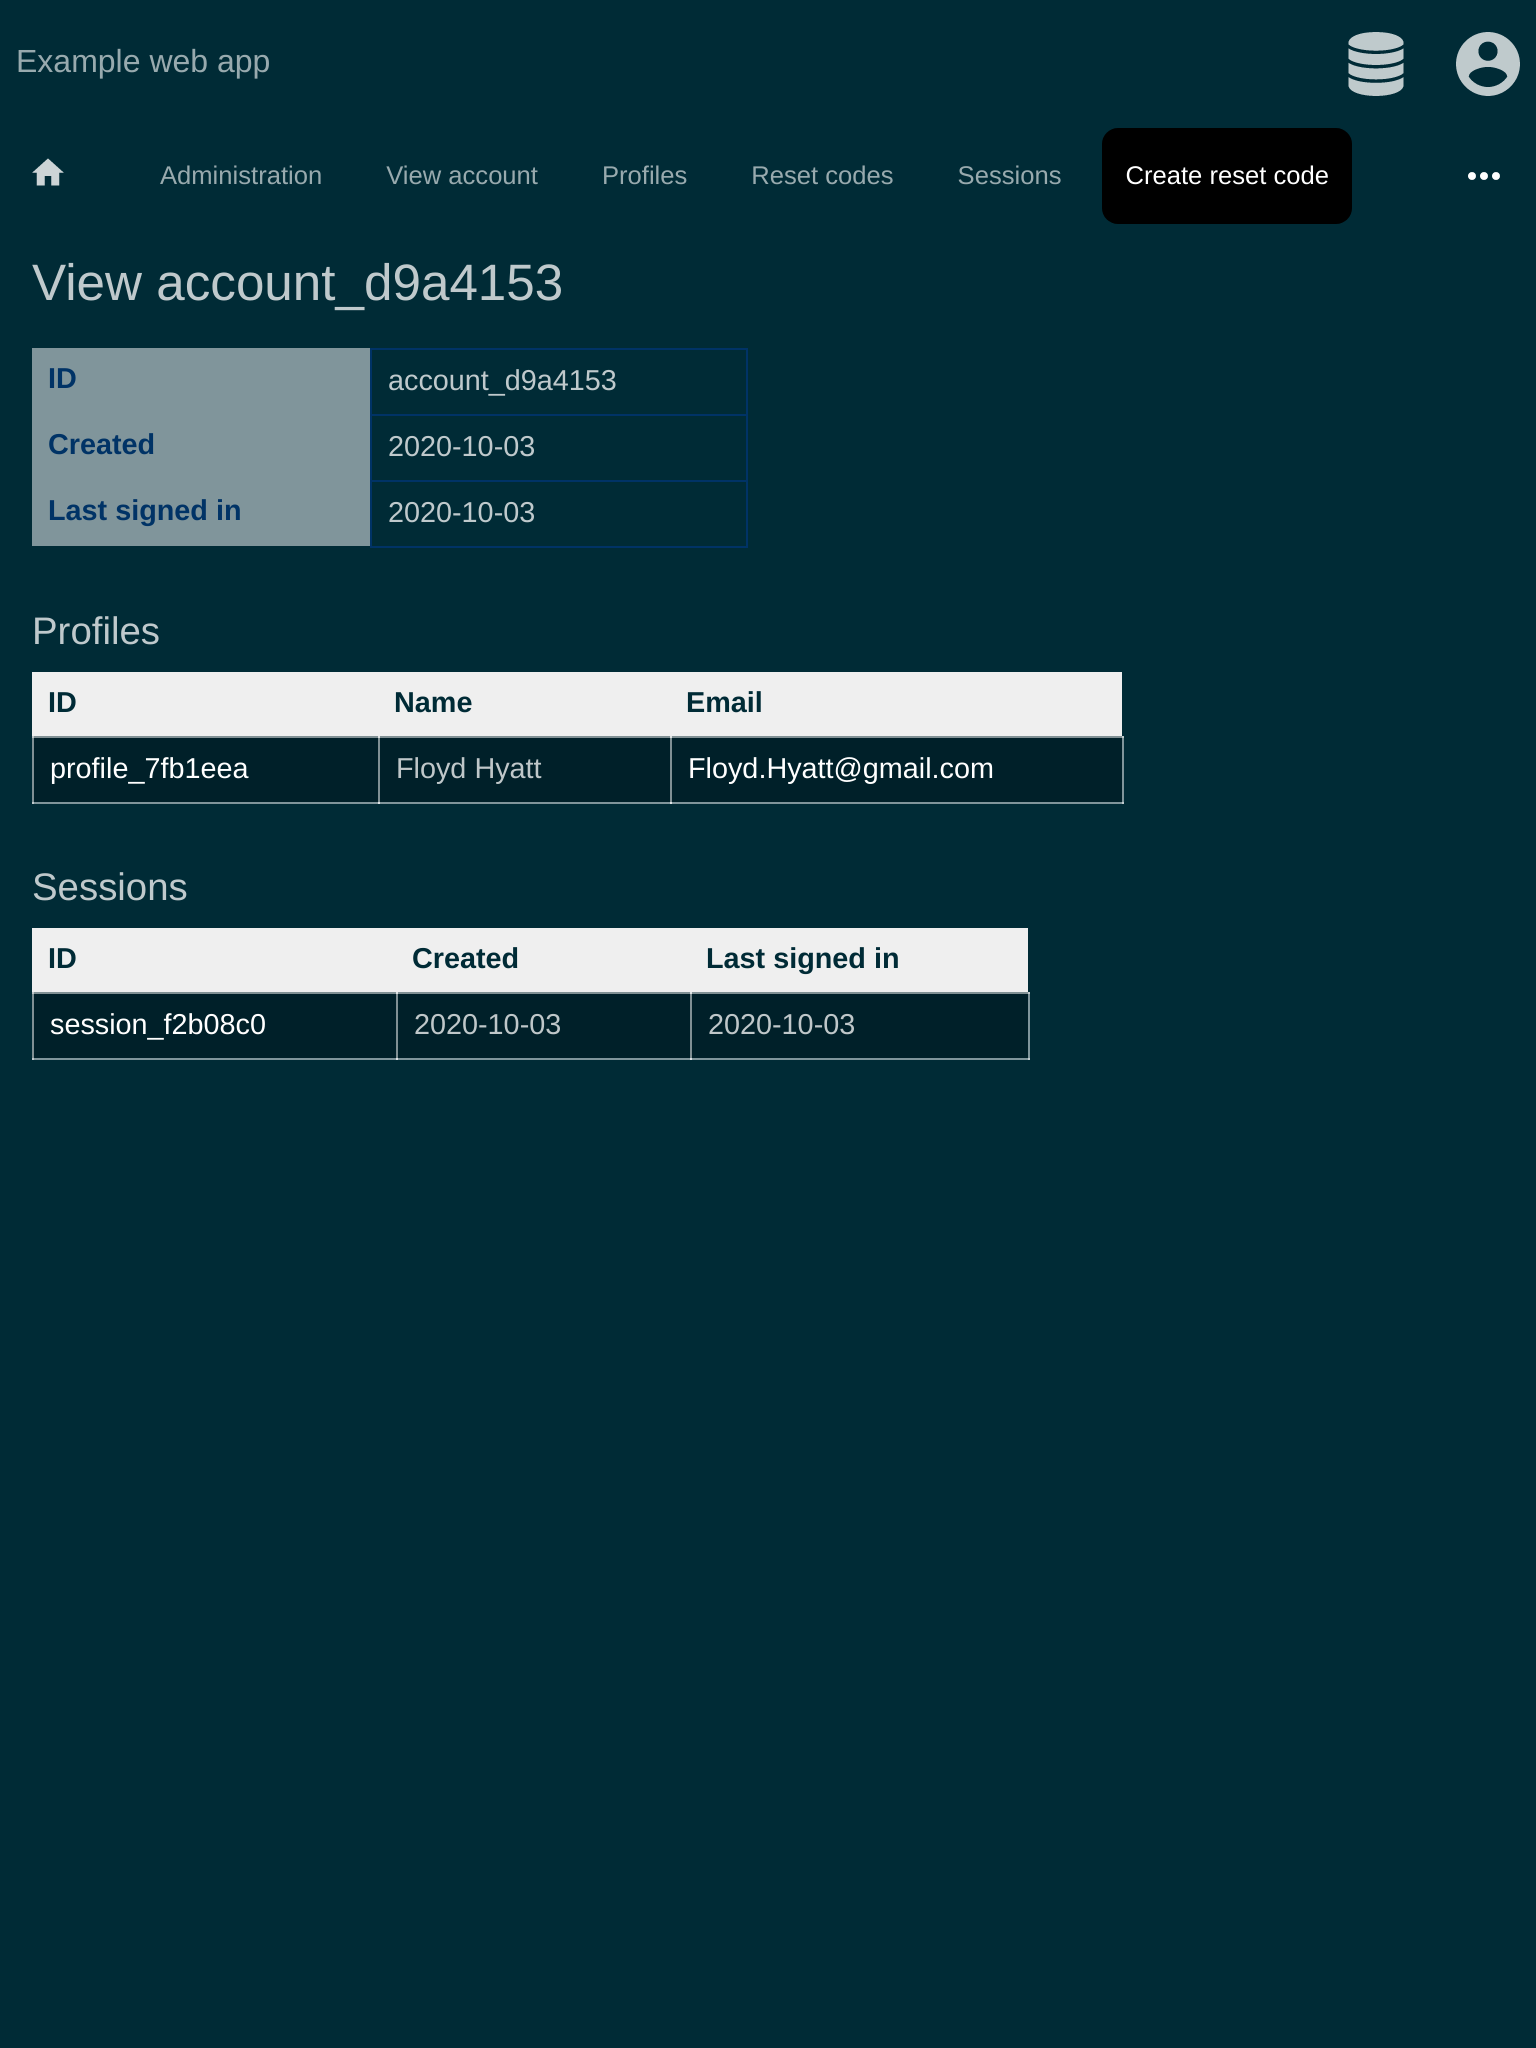 Example web app
Administration View account Profiles Reset codes Sessions Create reset code
View account_d9a4153
ID account_d9a4153
Created 2020-10-03
Last signed in 2020-10-03
Profiles
ID Name Email
profile_7fb1eea Floyd Hyatt Floyd.Hyatt@gmail.com
Sessions
ID Created Last signed in
session_f2b08c0 2020-10-03 2020-10-03